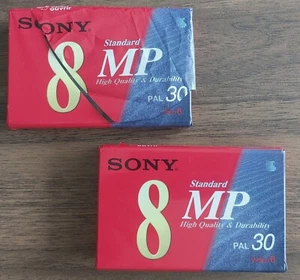 SONY
Standard
8 MP
High Quality & Durability
PAL 30
SONY
Standard
8 MP
High Quality & Durability
PAL 30